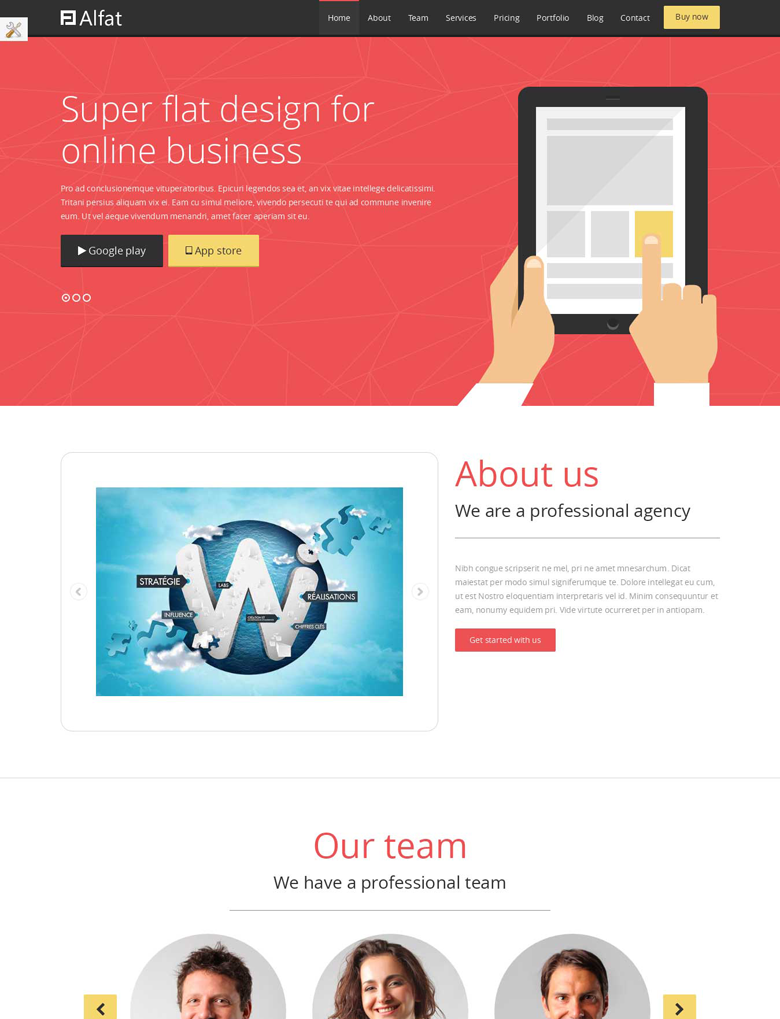 Alfat
Home About Team Services Pricing Portfolio Blog Contact Buy now
Super flat design for
online business
Pro ad conclusionemque vituperatoribus. Epicuri legendos sea et, an vix vitae intellege delicatissimi.
Tritani persius aliquam vix ei. Eam cu simul meliore, vivendo persecuti te qui ad commune invenire
eum. Ut vel aeque vivendum menandri, amet facer aperiam sit eu.
Google play App store
STRATÉGIE
LABS
RÉALISATIONS
INFLUENCE
CHIFFRES CLÉS
About us
We are a professional agency
Nibh congue scripserit ne mel, pri ne amet mnesarchum. Dicat
maiestat per modo simul signiferumque te. Dolore intellegat eu cum,
ut est Nostro eloquentiam interpretaris vel id. Minim consequuntur et
eam, nonumy equidem pri. Vide virtute ocurreret per in antiopam.
Get started with us
Our team
We have a professional team